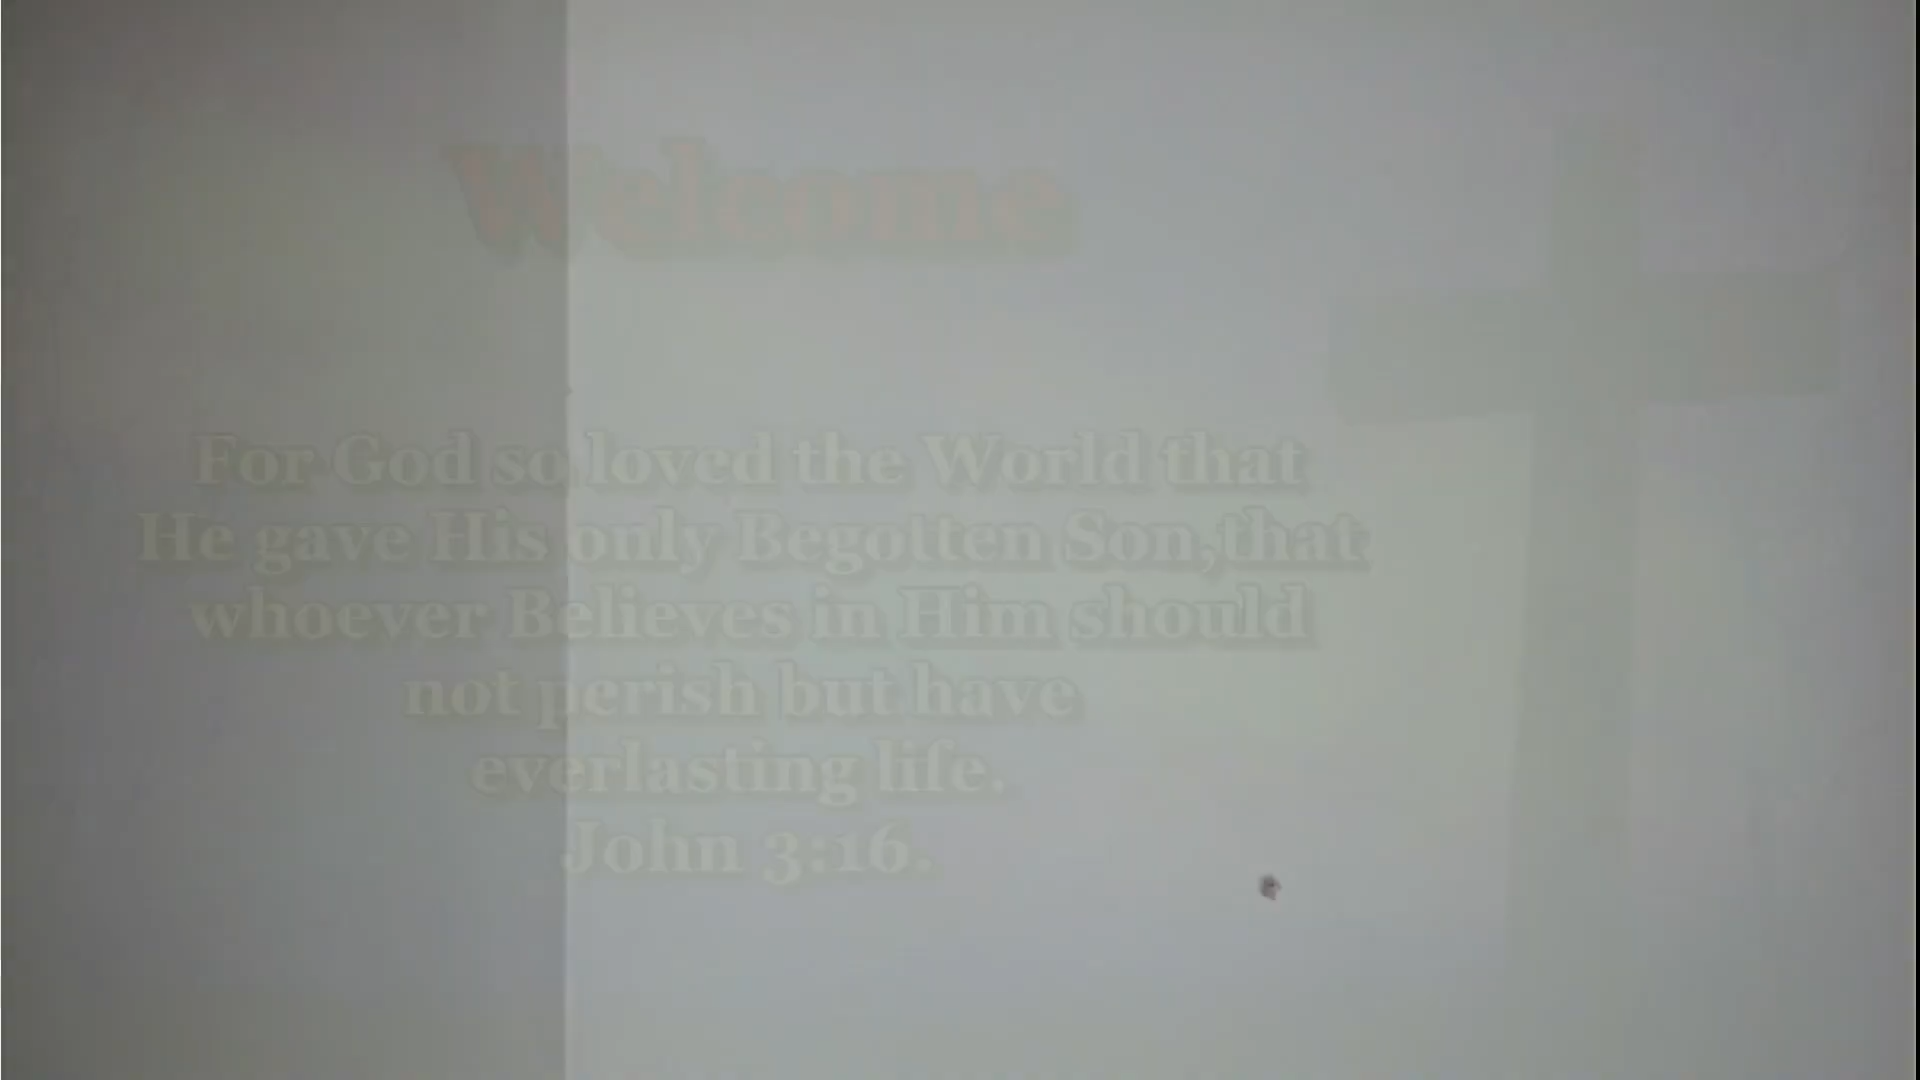 Welcome
For God so loved the World that
He gave His only Begotten Son,that
whoever Believes in Him should
not perish but have
everlasting life.
John 3:16.